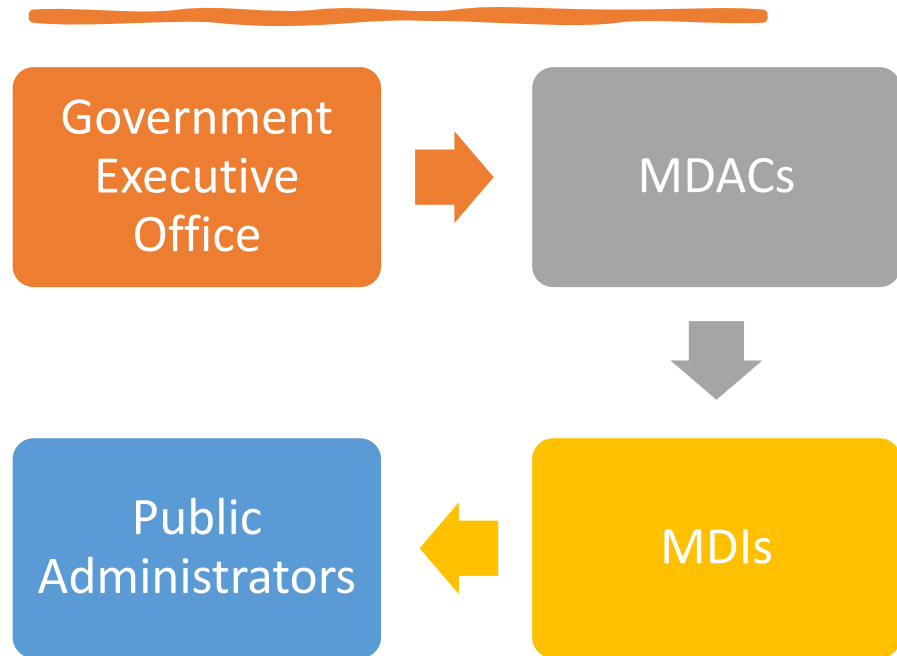 Government
Executive
Office
MDACs
MDIs
Public
Administrators